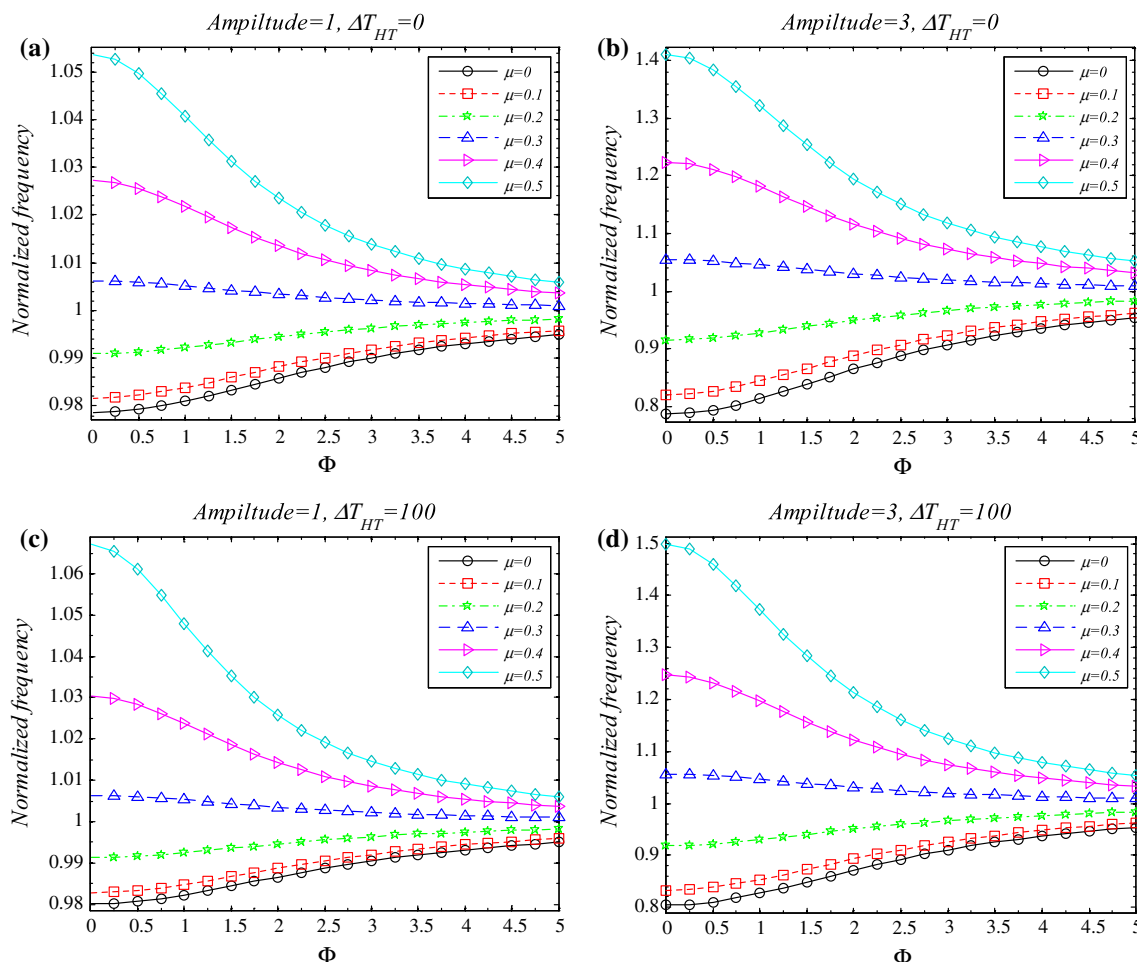 (a)
Ampiltude=1, ΔT_HT=0
Normalized frequency
1.05
1.04
1.03
1.02
1.006
1
0.99
0.98
0 0.5 1 1.5 2 2.5 3 3.5 4 4.5 5
Φ
μ=0
μ=0.1
μ=0.2
μ=0.3
μ=0.4
μ=0.5
(b)
Ampiltude=3, ΔT_HT=0
Normalized frequency
1.4
1.3
1.2
1.1
1
0.9
0.8
0 0.5 1 1.5 2 2.5 3 3.5 4 4.5 5
Φ
μ=0
μ=0.1
μ=0.2
μ=0.3
μ=0.4
μ=0.5
(c)
Ampiltude=1, ΔT_HT=100
Normalized frequency
1.06
1.05
1.04
1.03
1.02
1.006
1
0.99
0.98
0 0.5 1 1.5 2 2.5 3 3.5 4 4.5 5
Φ
μ=0
μ=0.1
μ=0.2
μ=0.3
μ=0.4
μ=0.5
(d)
Ampiltude=3, ΔT_HT=100
Normalized frequency
1.5
1.4
1.3
1.2
1.1
1
0.9
0.8
0 0.5 1 1.5 2 2.5 3 3.5 4 4.5 5
Φ
μ=0
μ=0.1
μ=0.2
μ=0.3
μ=0.4
μ=0.5